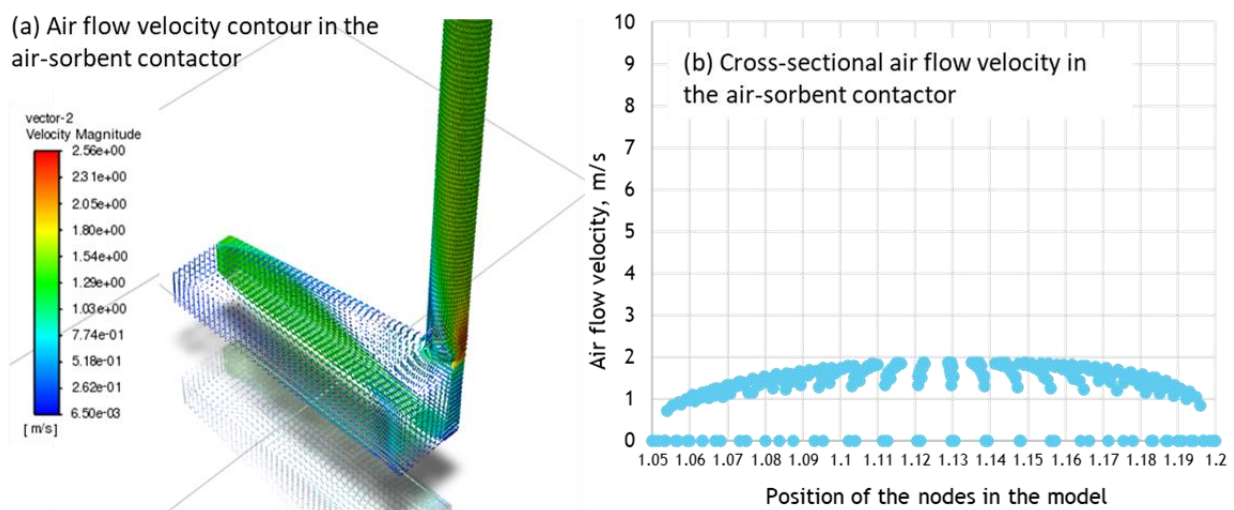 (a) Air flow velocity contour in the
air-sorbent contactor
vector-2
Velocity Magnitude
2.56e+00
2.31e+00
2.05e+00
1.80e+00
1.54e+00
1.29e+00
1.03e+00
7.74e-01
5.18e-01
2.62e-01
6.50e-03
[m/s]
(b) Cross-sectional air flow velocity in
the air-sorbent contactor
Air flow velocity, m/s
10
9
8
7
6
5
4
3
2
1
0
1.05 1.06 1.07 1.08 1.09 1.1 1.11 1.12 1.13 1.14 1.15 1.16 1.17 1.18 1.19 1.2
Position of the nodes in the model